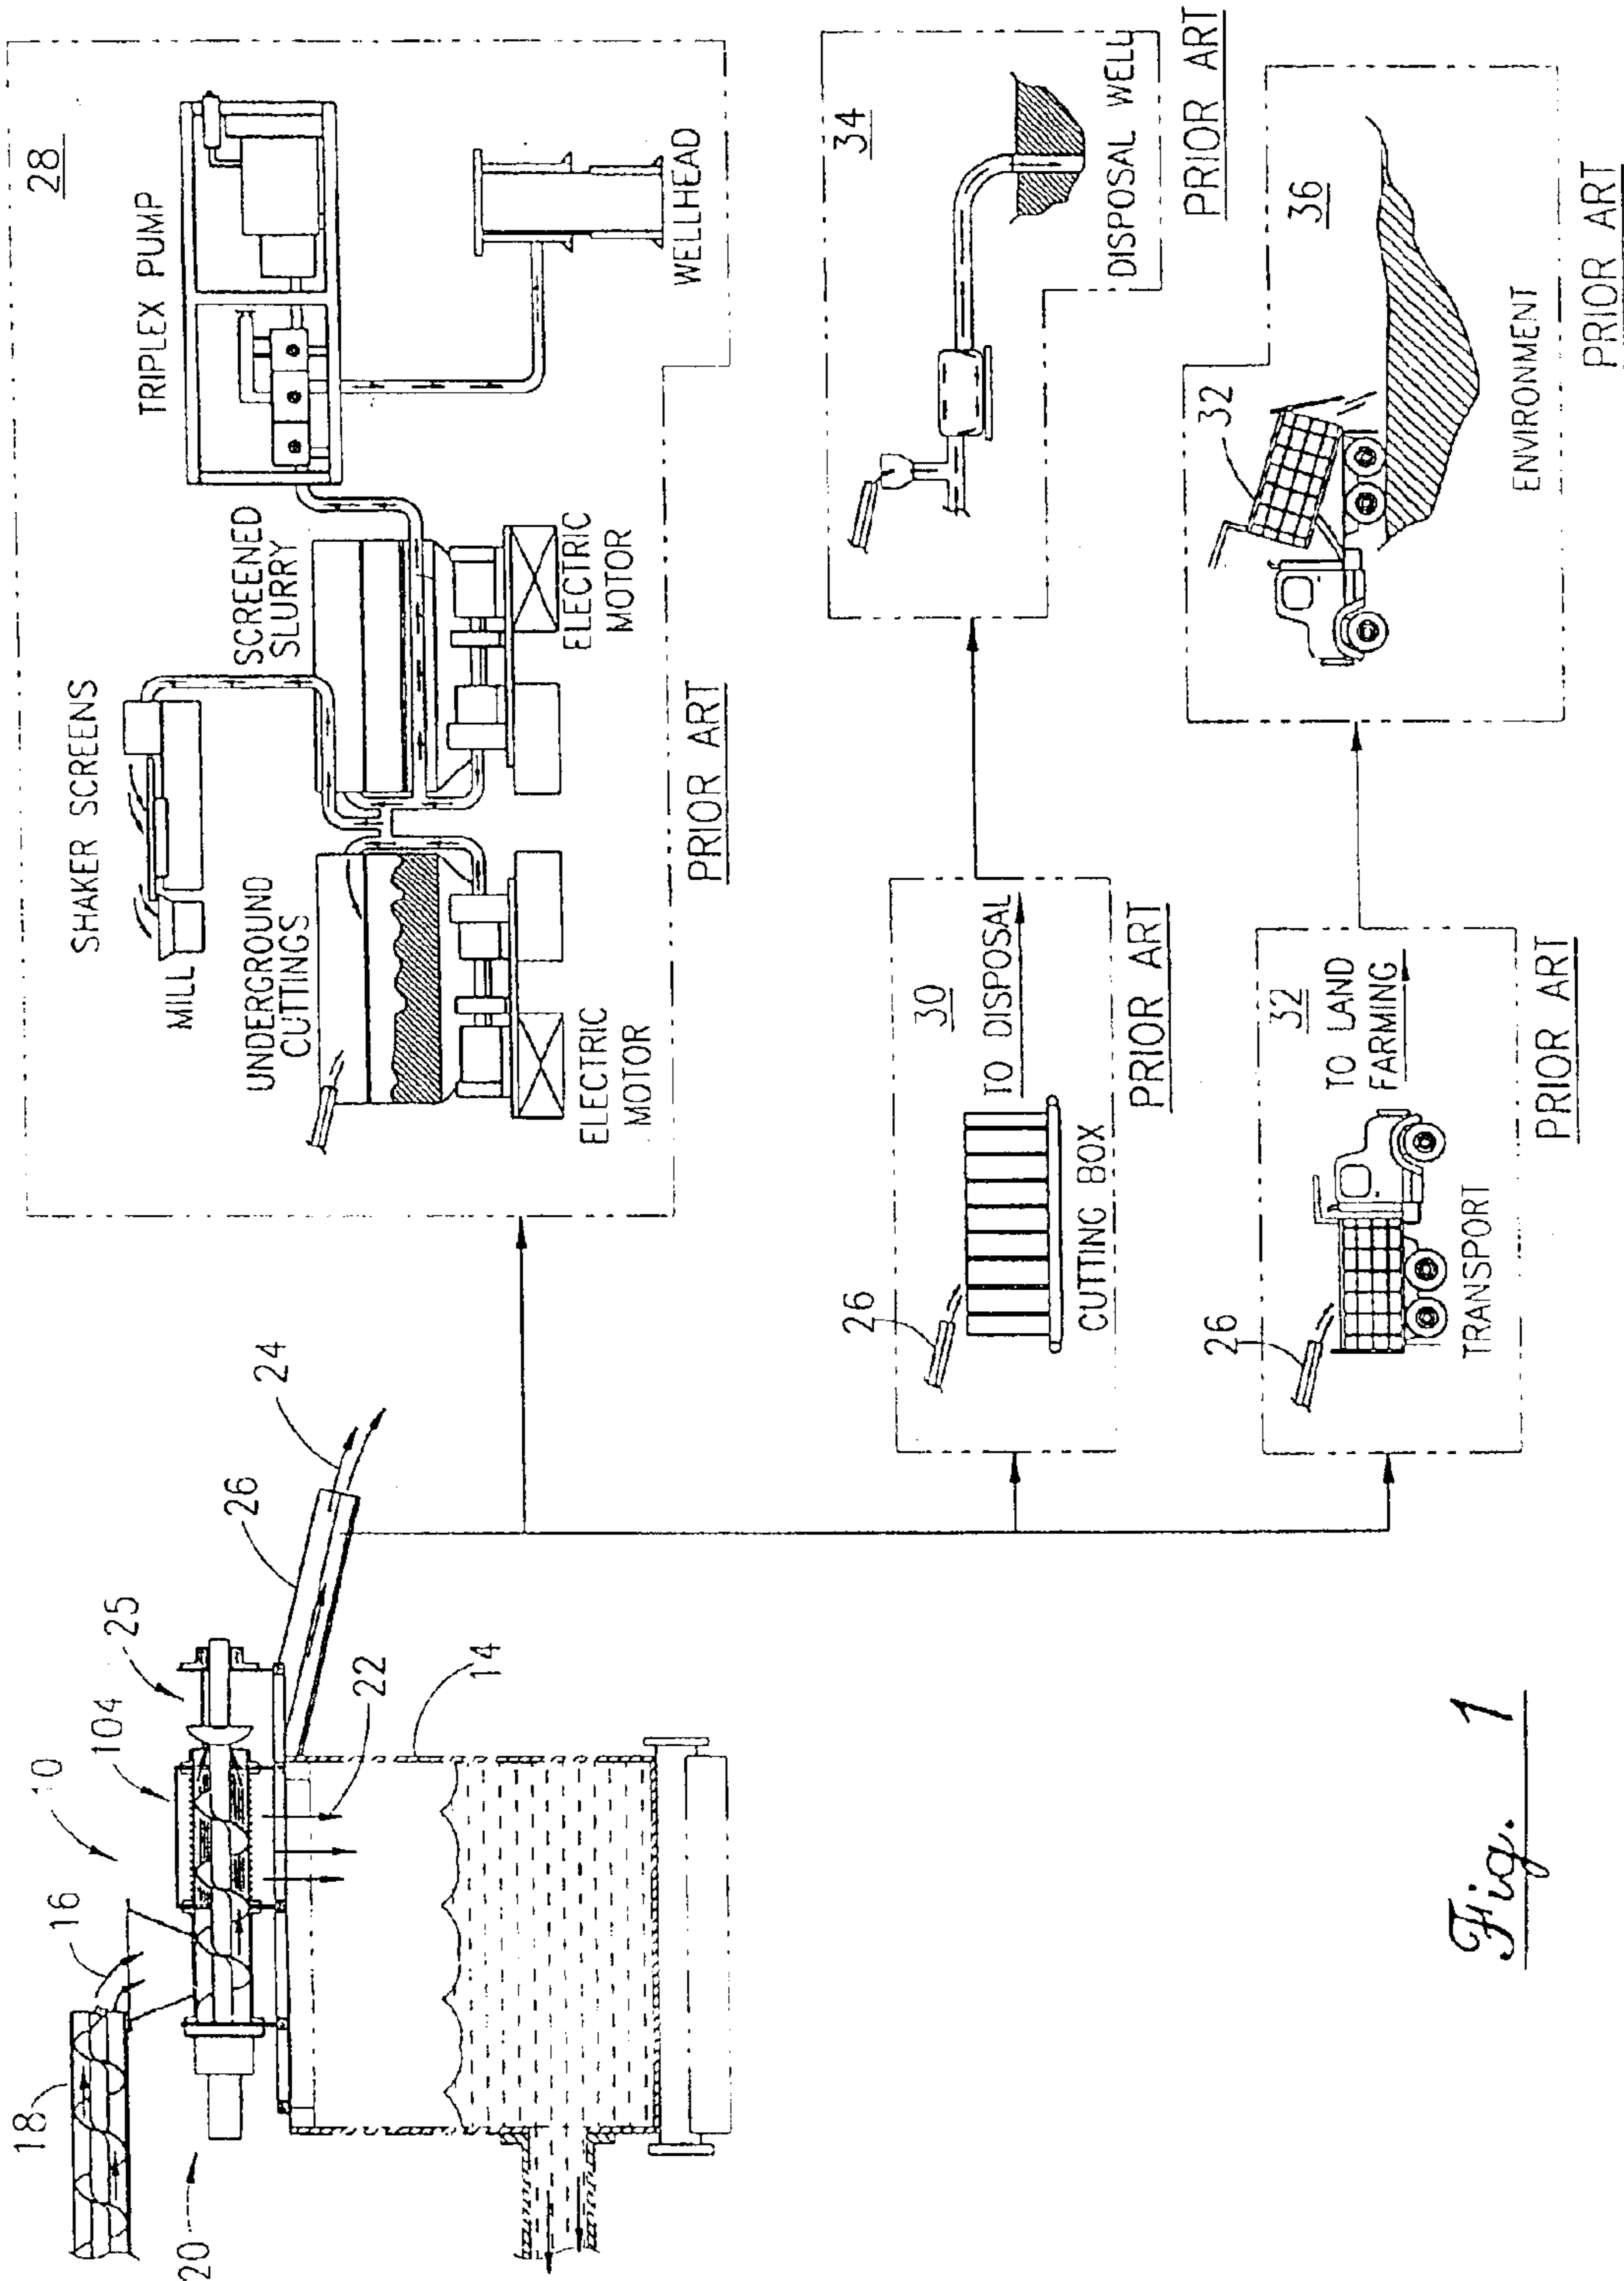 18
16
10
104
25
20
22
14
26
24
28
SHAKER SCREENS
MILL
UNDERGROUND
CUTTINGS
SCREENED
SLURRY
TRIPLEX PUMP
ELECTRIC
MOTOR
ELECTRIC
MOTOR
WELLHEAD
PRIOR ART
26
30
TO DISPOSAL
CUTTING BOX
PRIOR ART
34
DISPOSAL WELL
PRIOR ART
26
32
TO LAND
FARMING
TRANSPORT
PRIOR ART
32
36
ENVIRONMENT
PRIOR ART
Fig. 1